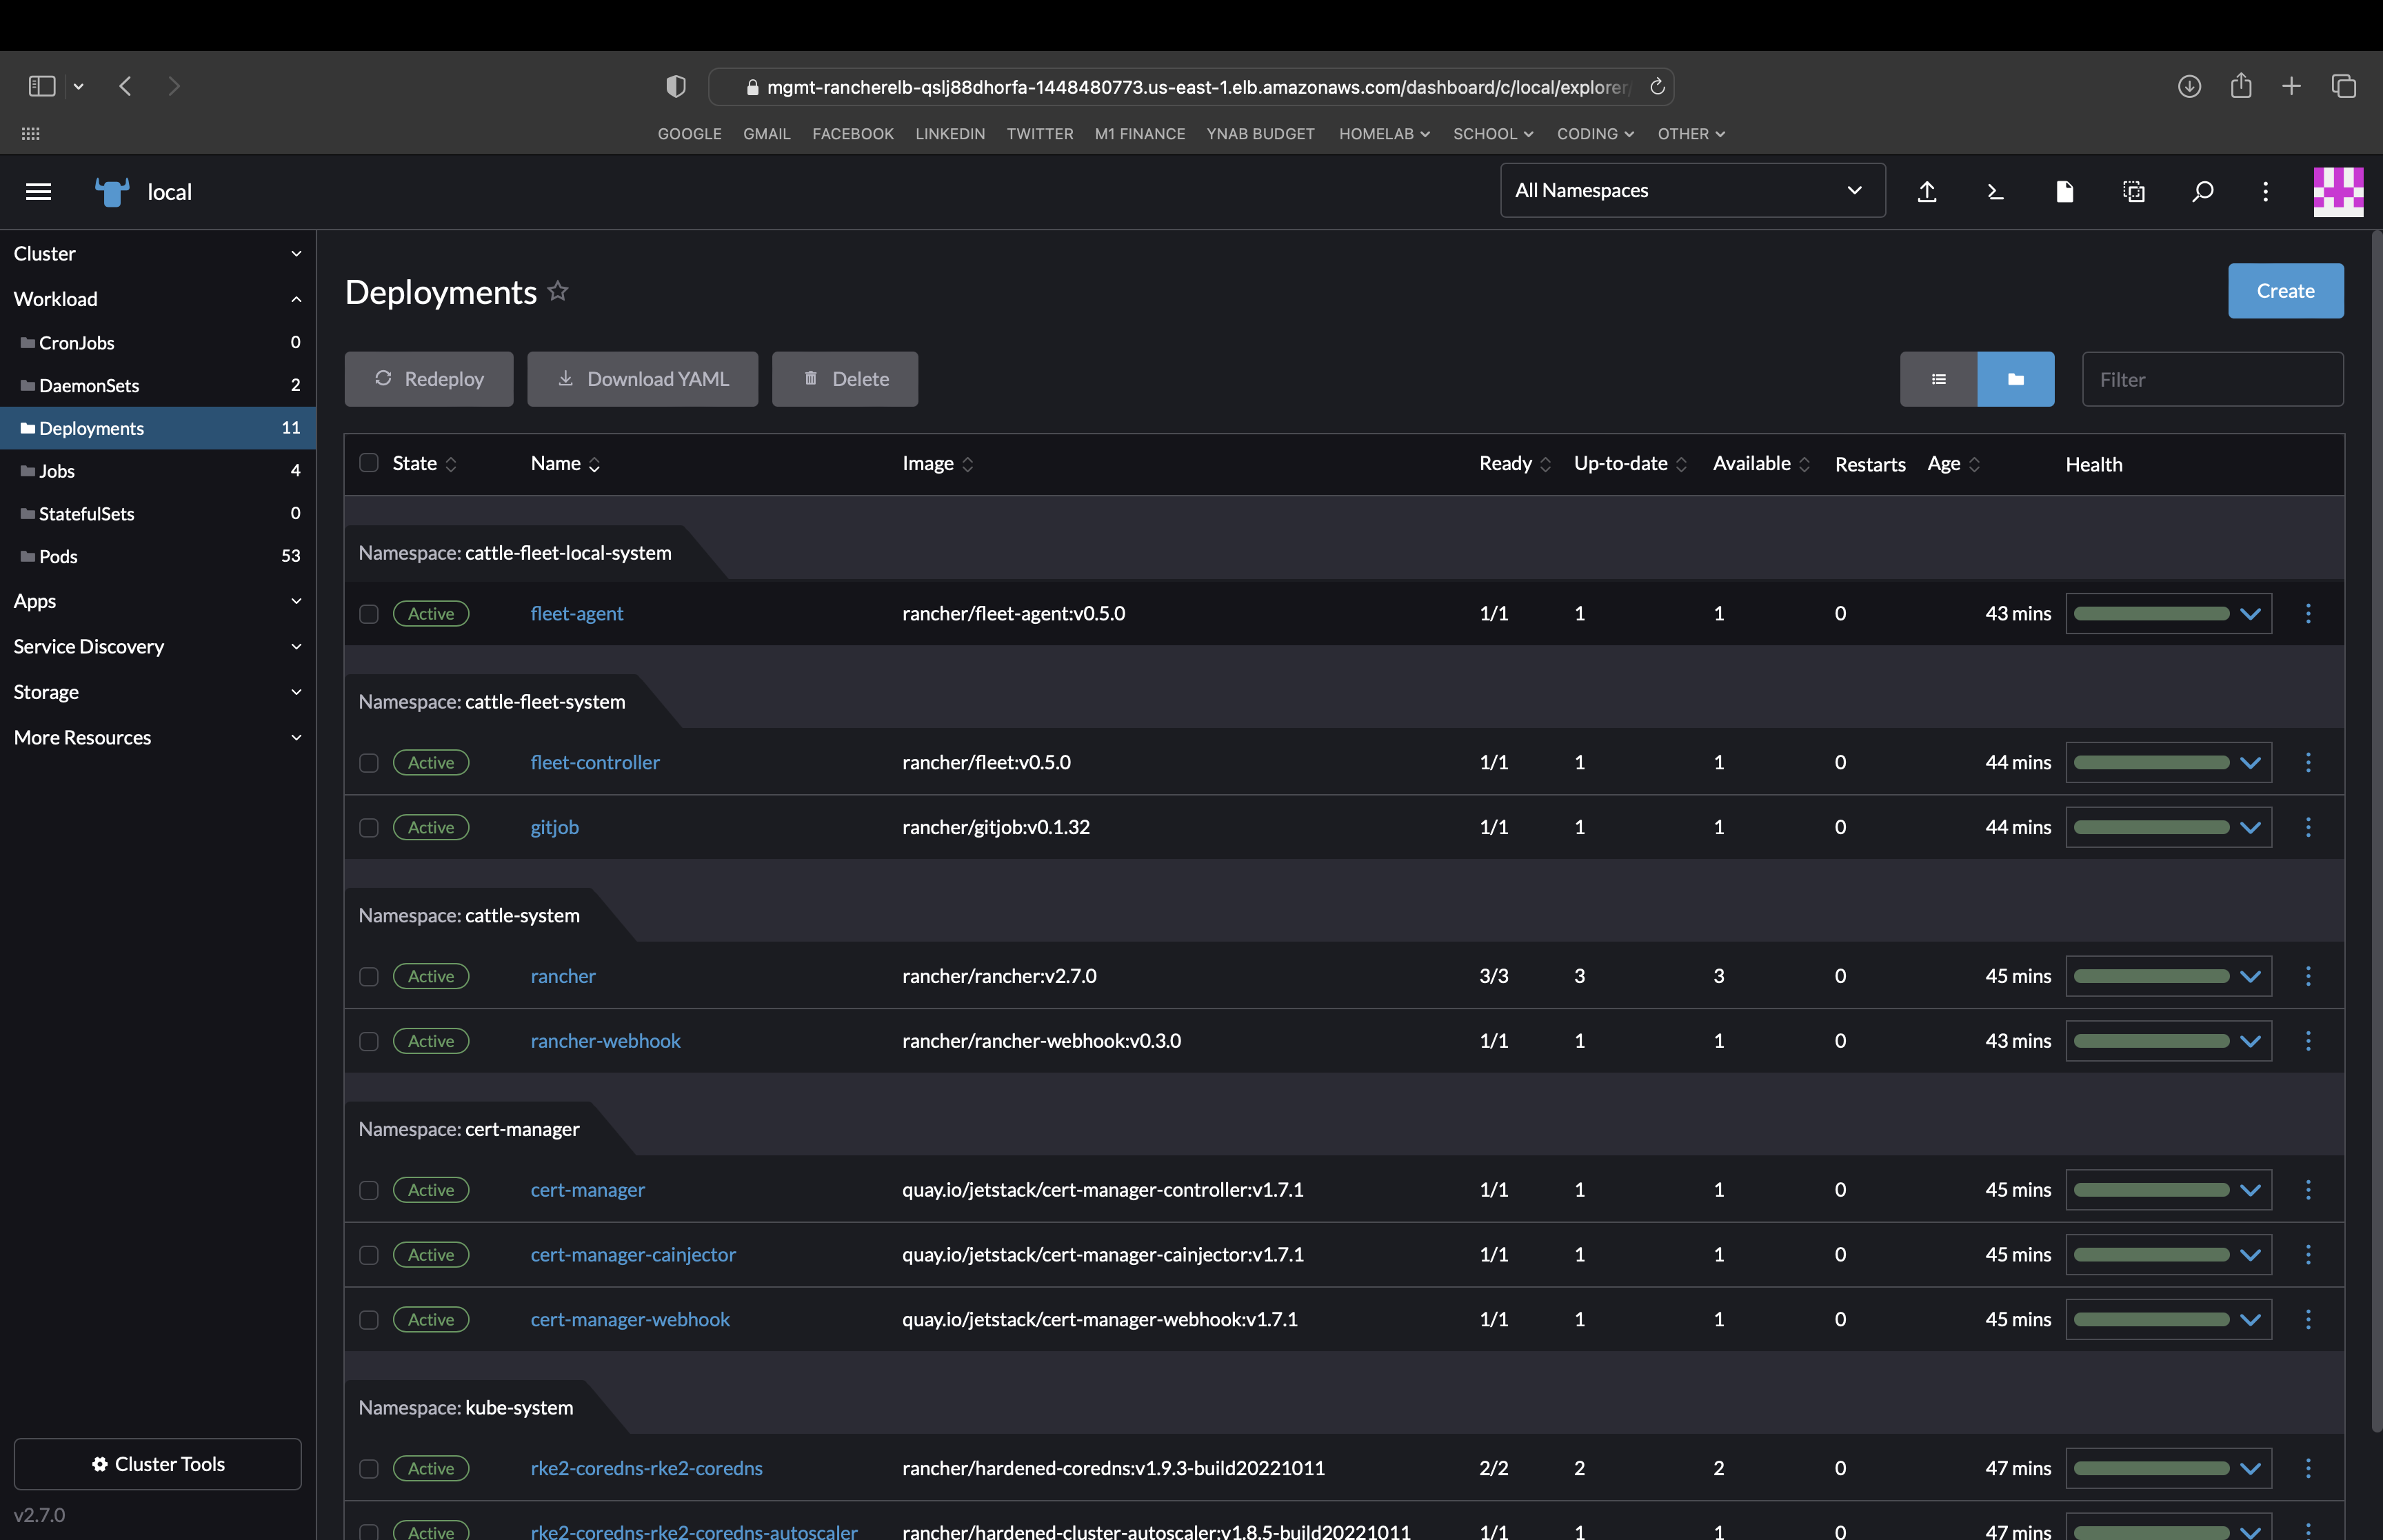 mgmt-rancherelb-qslj88dhorfa-1448480773.us-east-1.elb.amazonaws.com/dashboard/c/local/explorer/
GOOGLE GMAIL FACEBOOK LINKEDIN TWITTER M1 FINANCE YNAB BUDGET HOMELAB SCHOOL CODING OTHER
local
All Namespaces
Cluster
Workload
CronJobs 0
DaemonSets 2
Deployments 11
Jobs 4
StatefulSets 0
Pods 53
Apps
Service Discovery
Storage
More Resources
Cluster Tools
v2.7.0
Deployments
Create
Redeploy Download YAML Delete
Filter
State Name Image Ready Up-to-date Available Restarts Age Health
Namespace: cattle-fleet-local-system
Active fleet-agent rancher/fleet-agent:v0.5.0 1/1 1 1 0 43 mins
Namespace: cattle-fleet-system
Active fleet-controller rancher/fleet:v0.5.0 1/1 1 1 0 44 mins
Active gitjob rancher/gitjob:v0.1.32 1/1 1 1 0 44 mins
Namespace: cattle-system
Active rancher rancher/rancher:v2.7.0 3/3 3 3 0 45 mins
Active rancher-webhook rancher/rancher-webhook:v0.3.0 1/1 1 1 0 43 mins
Namespace: cert-manager
Active cert-manager quay.io/jetstack/cert-manager-controller:v1.7.1 1/1 1 1 0 45 mins
Active cert-manager-cainjector quay.io/jetstack/cert-manager-cainjector:v1.7.1 1/1 1 1 0 45 mins
Active cert-manager-webhook quay.io/jetstack/cert-manager-webhook:v1.7.1 1/1 1 1 0 45 mins
Namespace: kube-system
Active rke2-coredns-rke2-coredns rancher/hardened-coredns:v1.9.3-build20221011 2/2 2 2 0 47 mins
Active rke2-coredns-rke2-coredns-autoscaler rancher/hardened-cluster-autoscaler:v1.8.5-build20221011 1/1 1 1 0 47 mins